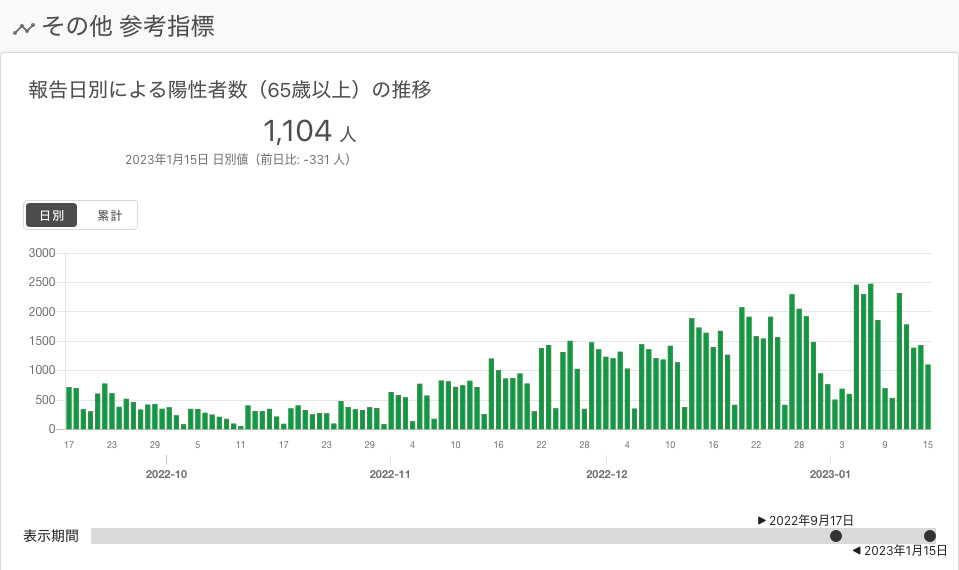 その他 参考指標
報告日別による陽性者数（65歳以上）の推移
1,104 人
2023年1月15日 日別値（前日比: -331 人）
日別 累計
3000
2500
2000
1500
1000
500
0
17 23 29 5 11 17 23 29 4 10 16 22 28 4 10 16 22 28 3 9 15
2022-10 2022-11 2022-12 2023-01
2022年9月17日
表示期間
2023年1月15日